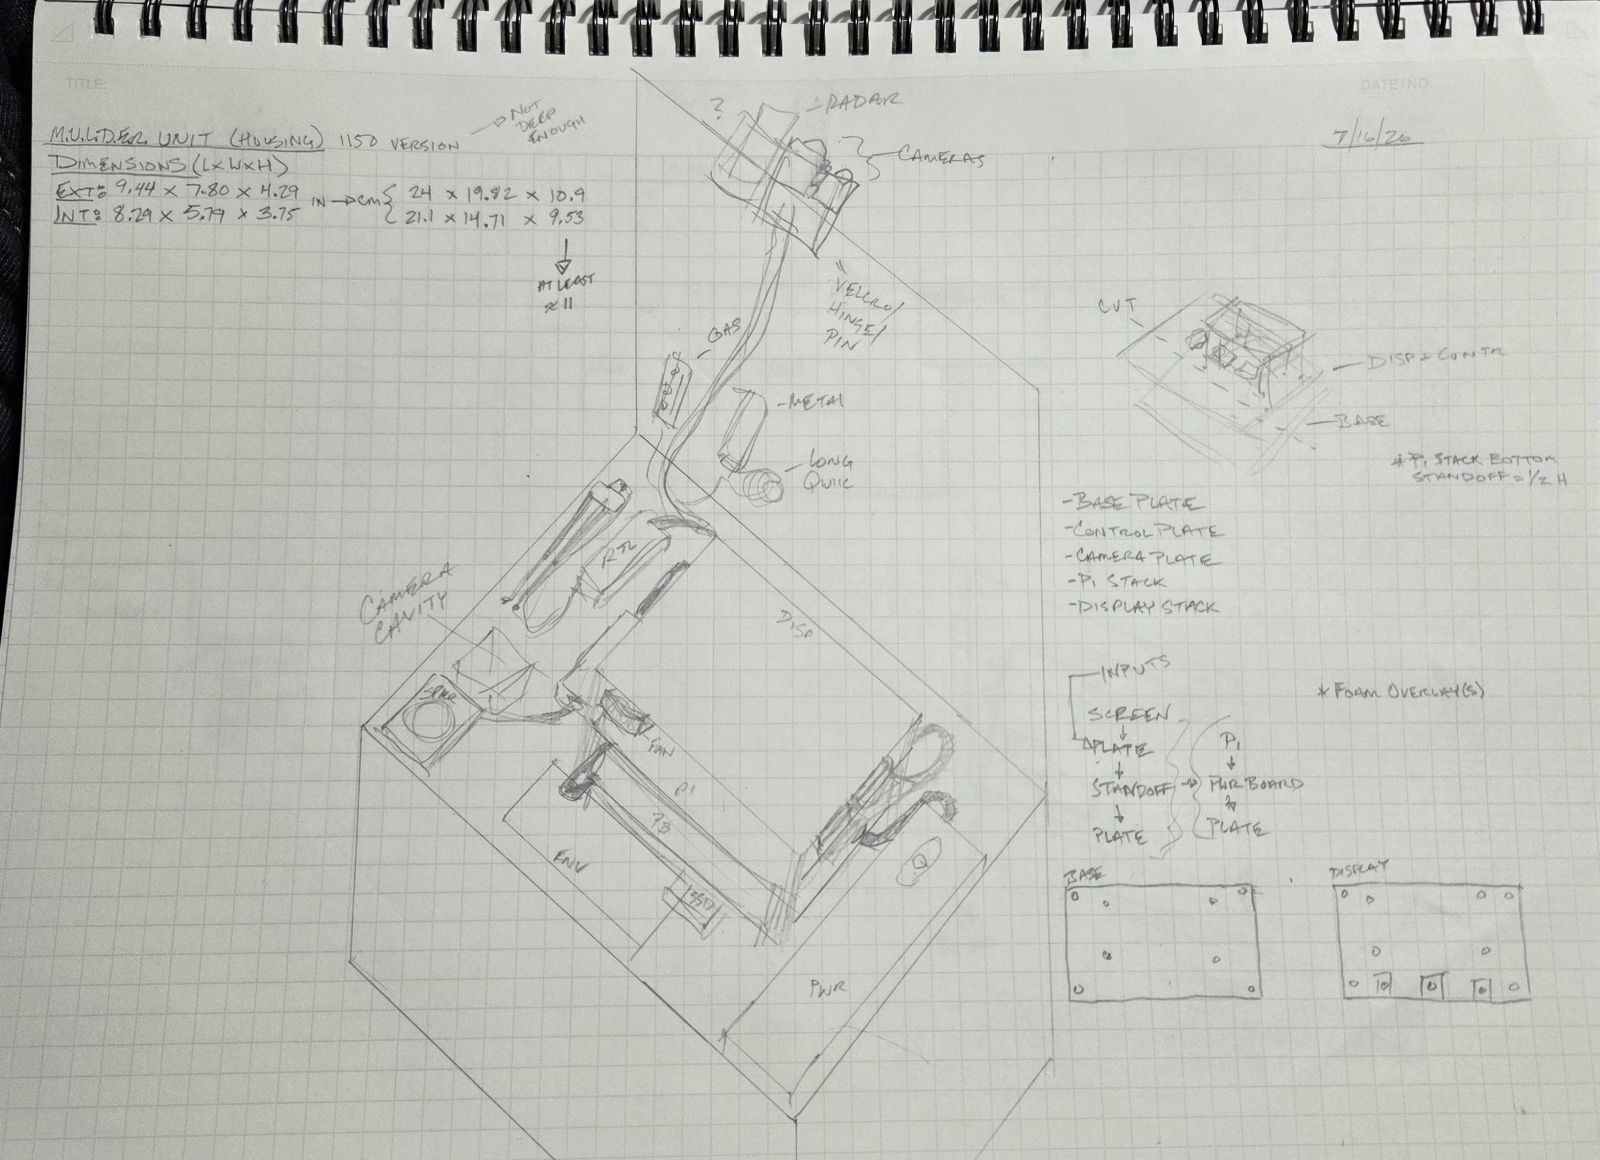 TITLE:
DATE/NO.
7/16/20
M.U.L.D.E.R. UNIT (HOUSING) 1150 VERSION
NOT
DEEP
ENOUGH
DIMENSIONS (L×W×H)
EXT: 9.44 × 7.80 × 4.29
INT: 8.29 × 5.79 × 3.75
IN → CM { 24 × 19.82 × 10.9
21.1 × 14.71 × 9.53
AT LEAST
≈ 11
?
RADAR
CAMERAS
VELCRO/
HINGE/
PIN
GAS
METAL
LONG
QWIIC
RTL
CAMERA
CAVITY
SPKR
DISP
FAN
PI
PB
ENV
SSD
Q
PWR
CUT
DISP + CONTR
BASE
* PI STACK BOTTOM
STANDOFF = 1/2 H
-BASE PLATE
-CONTROL PLATE
-CAMERA PLATE
-PI STACK
-DISPLAY STACK
INPUTS
SCREEN
PLATE
STANDOFF
PLATE
PI
PWR BOARD
PLATE
* FOAM OVERLAY(S)
BASE
DISPLAY